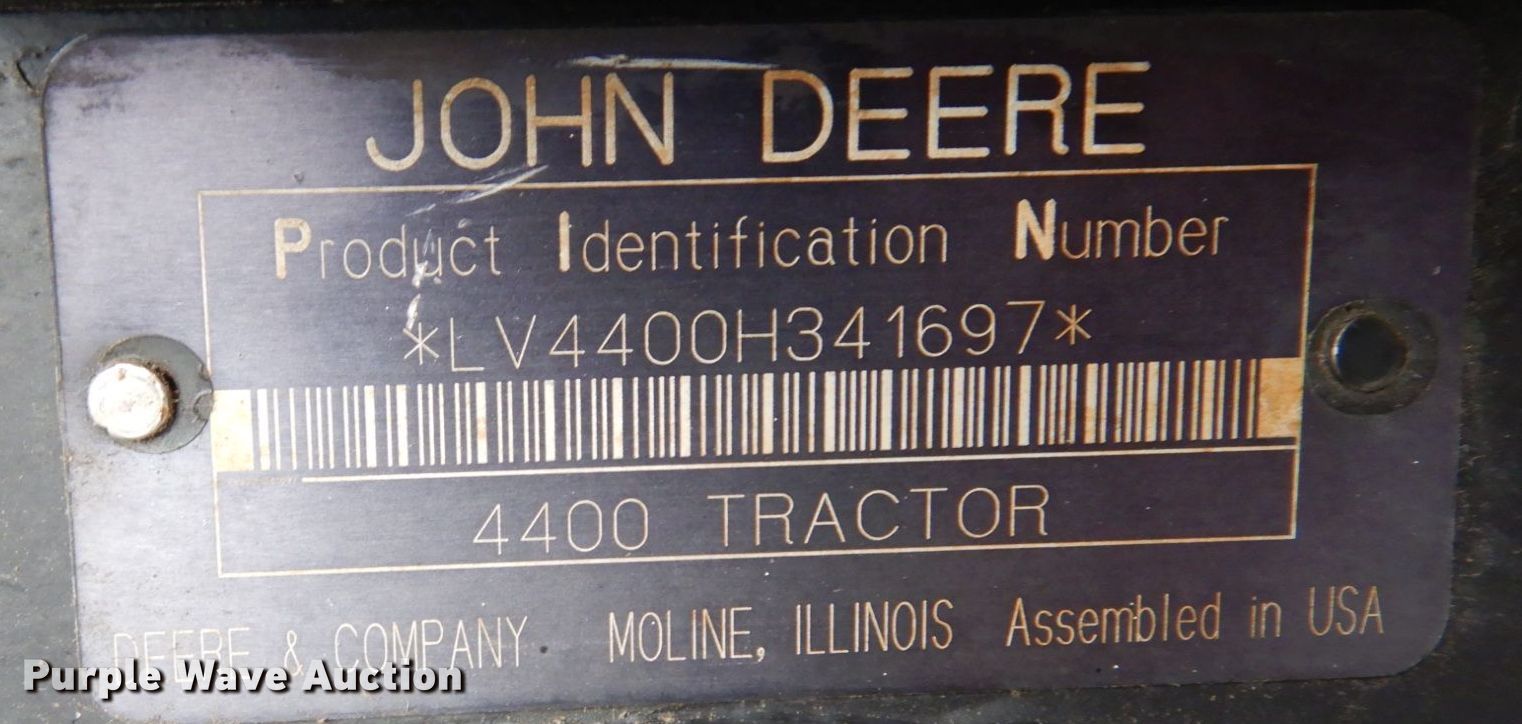 JOHN DEERE
Product Identification Number
*LV4400H341697*
4400 TRACTOR
DEERE & COMPANY MOLINE, ILLINOIS Assembled in USA
Purple Wave Auction